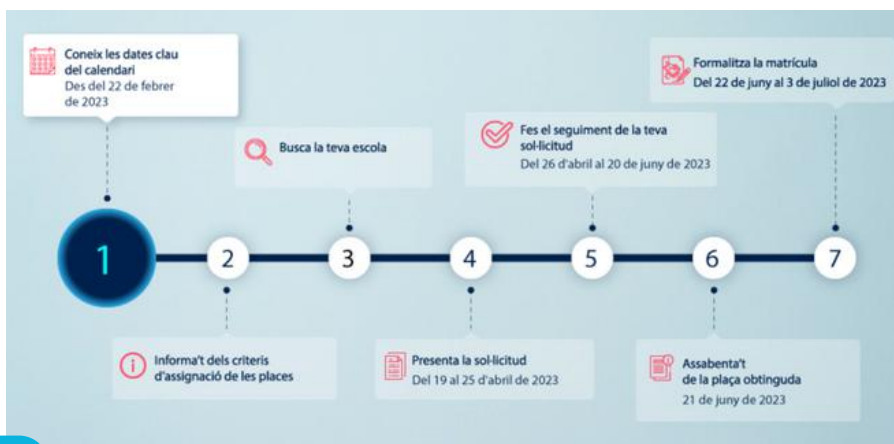 Coneix les dates clau
del calendari
Des del 22 de febrer
de 2023
1
2
Informa't dels criteris
d'assignació de les places
Busca la teva escola
3
4
Presenta la sol·licitud
Del 19 al 25 d'abril de 2023
Fes el seguiment de la teva
sol·licitud
Del 26 d'abril al 20 de juny de 2023
5
6
Assabenta't
de la plaça obtinguda
21 de juny de 2023
Formalitza la matrícula
Del 22 de juny al 3 de juliol de 2023
7